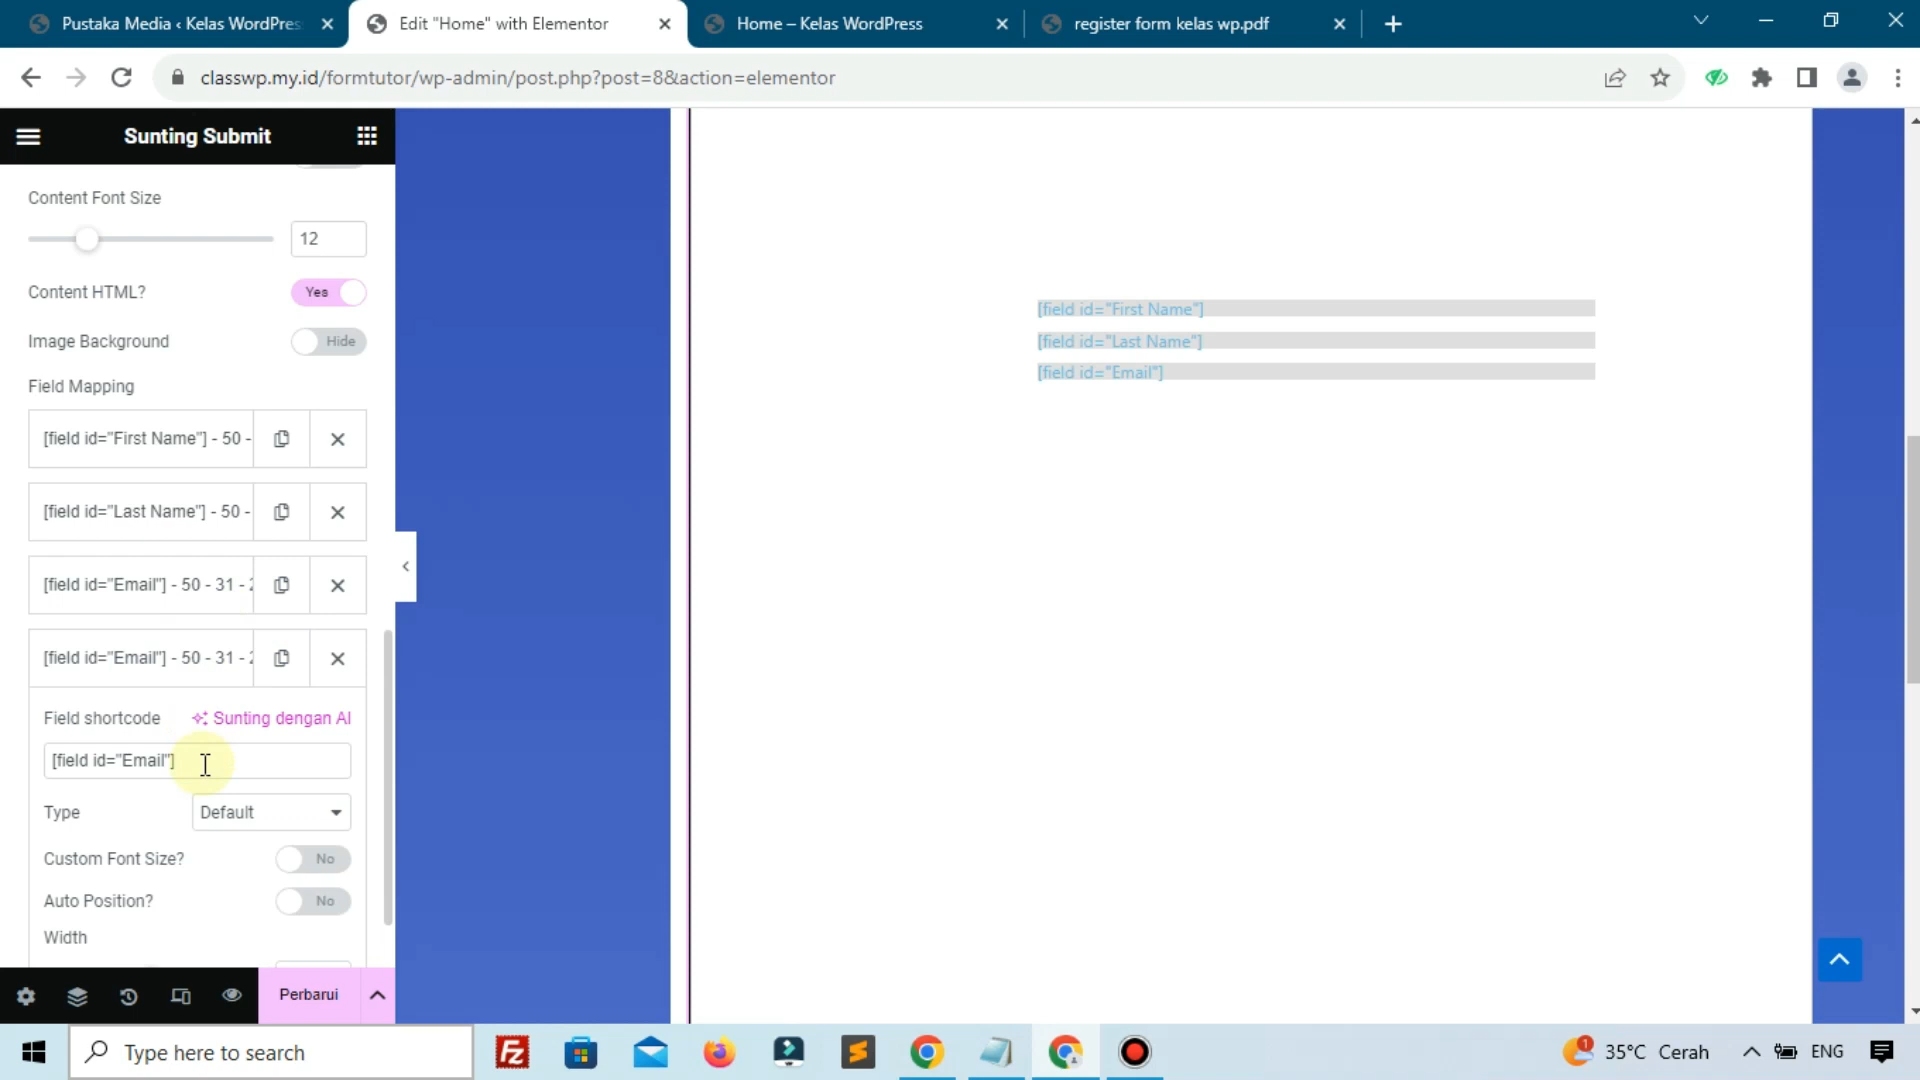 Pustaka Media ‹ Kelas WordPres
Edit "Home" with Elementor
Home – Kelas WordPress
register form kelas wp.pdf
classwp.my.id/formtutor/wp-admin/post.php?post=8&action=elementor
Sunting Submit
Content Font Size
12
Content HTML?
Yes
Image Background
Hide
Field Mapping
[field id="First Name"] - 50 -
[field id="Last Name"] - 50 -
[field id="Email"] - 50 - 31 - 2
[field id="Email"] - 50 - 31 - 2
Field shortcode
Sunting dengan AI
[field id="Email"]
Type
Default
Custom Font Size?
No
Auto Position?
No
Width
Perbarui
[field id="First Name"]
[field id="Last Name"]
[field id="Email"]
Type here to search
1
35°C Cerah
ENG